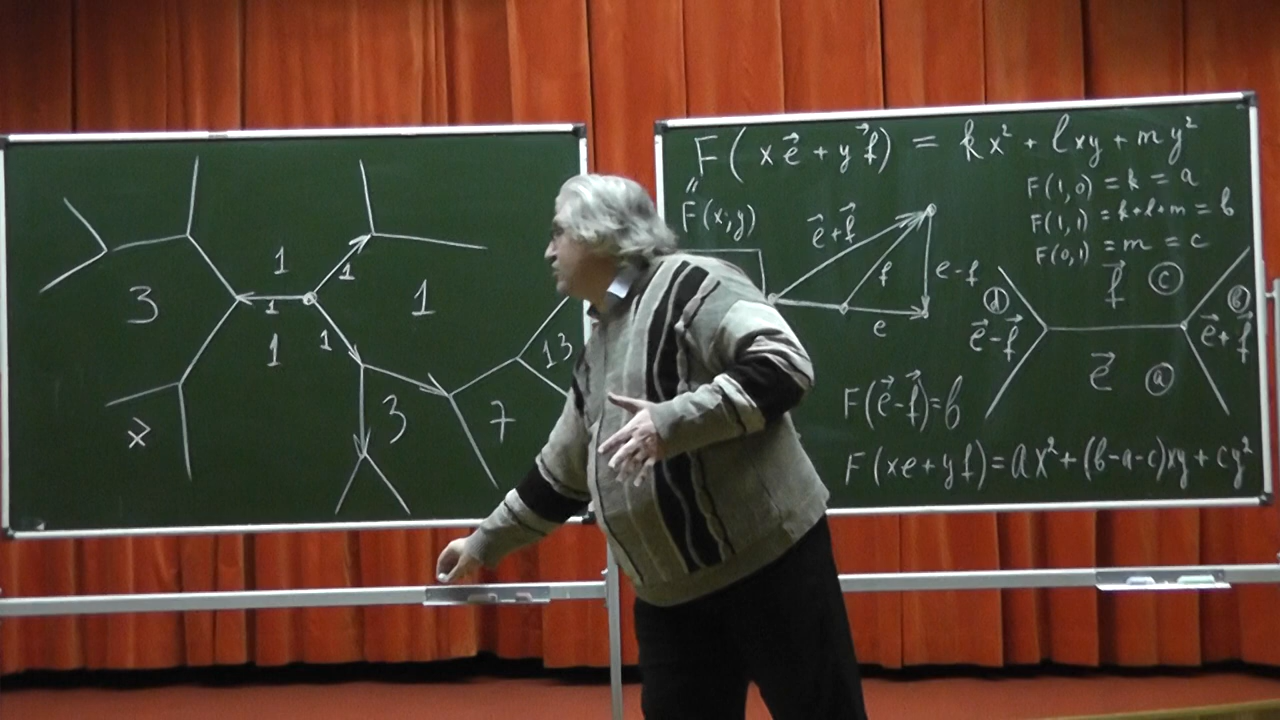 1
1
3
1
1
1
1
3
7
13
F(xe⃗ + yf⃗) = kx² + lxy + my²
"
F(x;y)
F(1,0) = k = a
F(1,1) = k+l+m = b
F(0,1) = m = c
e⃗+f⃗
f
e-f
e
f⃗ ⓒ
ⓓ
e⃗-f⃗
ⓑ
e⃗+f⃗
e⃗ ⓐ
F(e⃗-f⃗)=b
F(xe+yf)=ax²+(b-a-c)xy+cy²